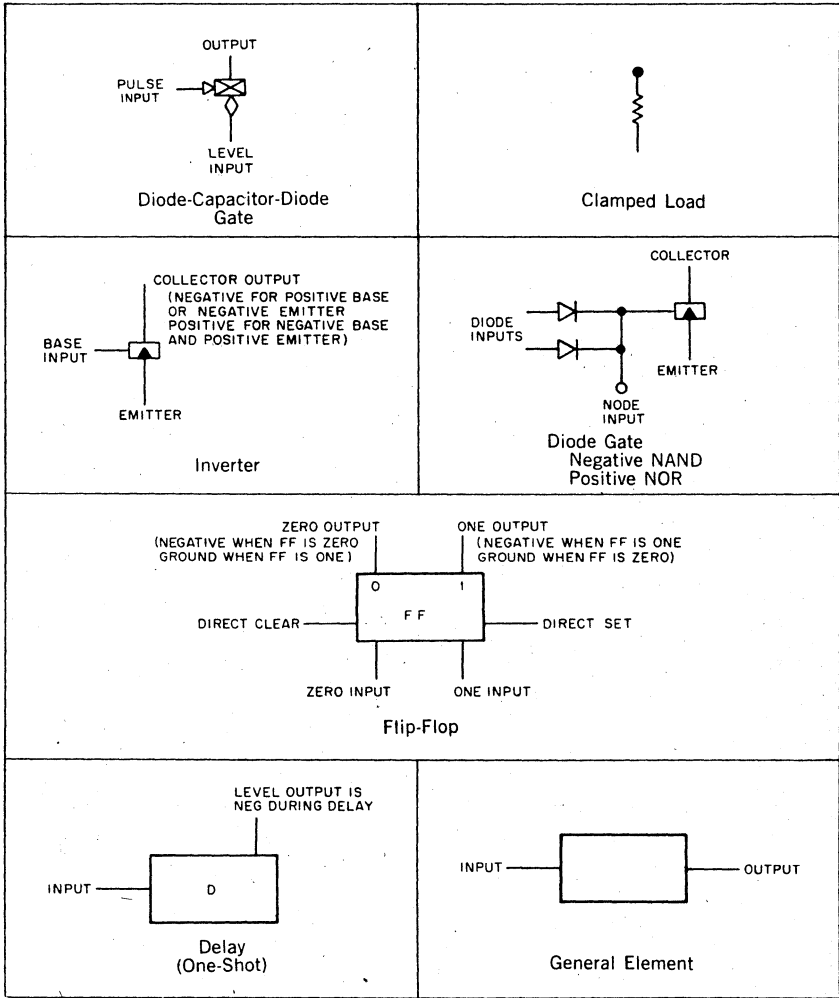 OUTPUT
PULSE
INPUT
LEVEL
INPUT
Diode-Capacitor-Diode
Gate
Clamped Load
COLLECTOR OUTPUT
(NEGATIVE FOR POSITIVE BASE
OR NEGATIVE EMITTER
POSITIVE FOR NEGATIVE BASE
AND POSITIVE EMITTER)
BASE
INPUT
EMITTER
Inverter
COLLECTOR
DIODE
INPUTS
EMITTER
NODE
INPUT
Diode Gate
Negative NAND
Positive NOR
ZERO OUTPUT
(NEGATIVE WHEN FF IS ZERO
GROUND WHEN FF IS ONE)
ONE OUTPUT
(NEGATIVE WHEN FF IS ONE
GROUND WHEN FF IS ZERO)
0 1
FF
DIRECT CLEAR
DIRECT SET
ZERO INPUT
ONE INPUT
Flip-Flop
LEVEL OUTPUT IS
NEG DURING DELAY
INPUT
D
Delay
(One-Shot)
INPUT
OUTPUT
General Element